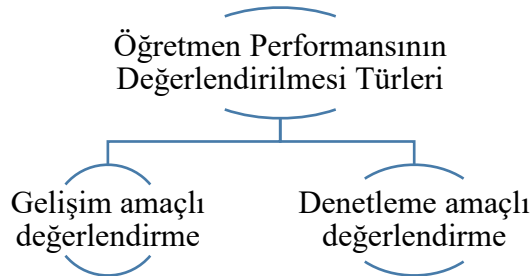 Öğretmen Performansının
Değerlendirilmesi Türleri
Gelişim amaçlı
değerlendirme
Denetleme amaçlı
değerlendirme